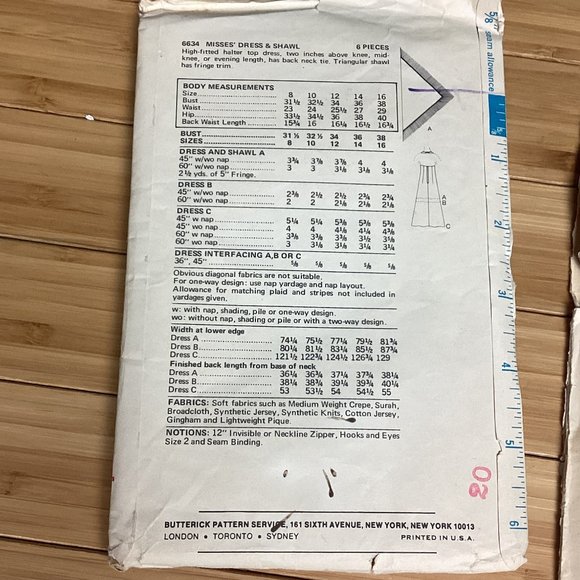 6634 MISSES' DRESS & SHAWL 6 PIECES
High-fitted halter top dress, two inches above knee, mid-
knee, or evening length, has back neck tie. Triangular shawl
has fringe trim.
BODY MEASUREMENTS
Size 8 10 12 14 16
Bust 31½ 32½ 34 36 38
Waist 23 24 25½ 27 29
Hip 33½ 34½ 36 38 40
Back Waist Length 15¾ 16 16¼ 16½ 16¾
BUST 31½ 32½ 34 36 38
SIZES 8 10 12 14 16
DRESS AND SHAWL A
45" w/wo nap 3¾ 3⅞ 3⅞ 4 4
60" w/wo nap 3 3 3⅛ 3⅛ 3⅛
2½ yds. of 5" Fringe.
DRESS B
45" w/wo nap 2⅜ 2½ 2½ 2¾ 2¾
60" w/wo nap 2 2 2⅛ 2⅛ 2⅛
DRESS C
45" w nap 5¼ 5¼ 5⅜ 5⅜ 5⅜
45" wo nap 4 4 4⅛ 4¼ 4⅜
60" w nap 3⅜ 3⅜ 3⅜ 3½ 3⅝
60" wo nap 3 3⅛ 3⅛ 3¼ 3¼
DRESS INTERFACING A,B OR C
36", 45" ⅝ ⅝ ⅝ ⅝ ⅝
Obvious diagonal fabrics are not suitable.
For one-way design: use nap yardage and nap layout.
Allowance for matching plaid and stripes not included in
yardages given.
w: with nap, shading, pile or one-way design.
wo: without nap, shading or pile or with a two-way design.
Width at lower edge
Dress A 74¼ 75½ 77¼ 79½ 81¾
Dress B 80¼ 81½ 83¼ 85½ 87¾
Dress C 121½ 122¾ 124½ 126¾ 129
Finished back length from base of neck
Dress A 36¼ 36¾ 37¼ 37¾ 38¼
Dress B 38¼ 38¾ 39¼ 39¾ 40¼
Dress C 53 53½ 54 54½ 55
FABRICS: Soft fabrics such as Medium Weight Crepe, Surah,
Broadcloth, Synthetic Jersey, Synthetic Knits, Cotton Jersey,
Gingham and Lightweight Pique.
NOTIONS: 12" Invisible or Neckline Zipper, Hooks and Eyes
Size 2 and Seam Binding.
BUTTERICK PATTERN SERVICE, 161 SIXTH AVENUE, NEW YORK, NEW YORK 10013
LONDON • TORONTO • SYDNEY PRINTED IN U.S.A.
A
A
B
C
⅝" seam allowance
1
2
3
4
5
6